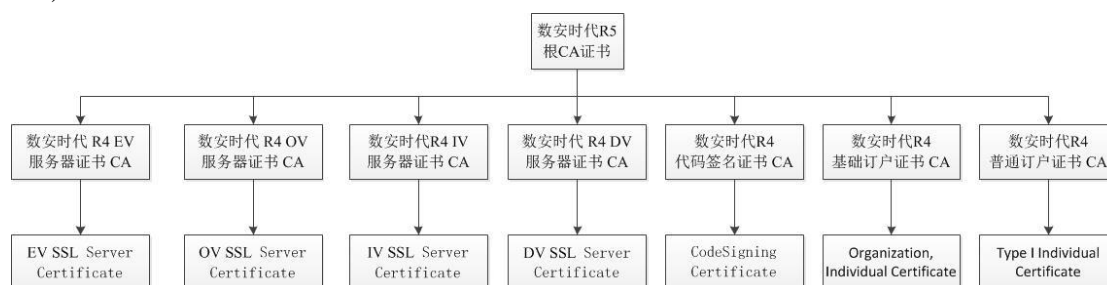 数安时代R5
根CA证书
数安时代 R4 EV
服务器证书 CA
数安时代 R4 OV
服务器证书 CA
数安时代R4 IV
服务器证书 CA
数安时代 R4 DV
服务器证书 CA
数安时代R4
代码签名证书 CA
数安时代R4
基础订户证书 CA
数安时代R4
普通订户证书 CA
EV SSL Server
Certificate
OV SSL Server
Certificate
IV SSL Server
Certificate
DV SSL Server
Certificate
CodeSigning
Certificate
Organization,
Individual Certificate
Type I Individual
Certificate